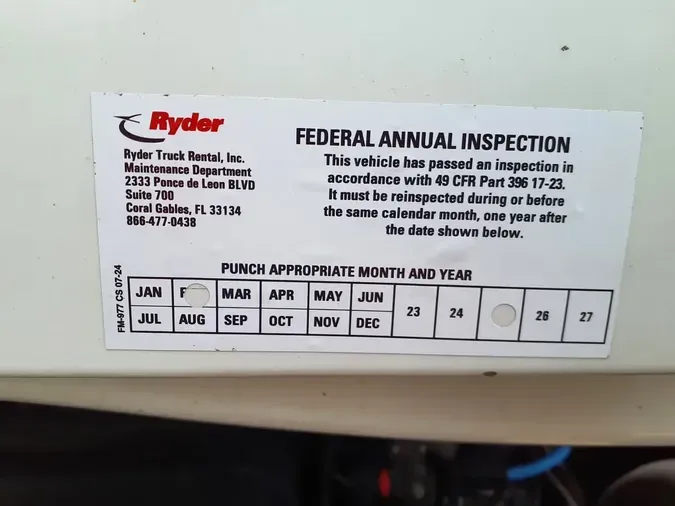 Ryder
Ryder Truck Rental, Inc.
Maintenance Department
2333 Ponce de Leon BLVD
Suite 700
Coral Gables, FL 33134
866-477-0438
FEDERAL ANNUAL INSPECTION
This vehicle has passed an inspection in
accordance with 49 CFR Part 396 17-23.
It must be reinspected during or before
the same calendar month, one year after
the date shown below.
PUNCH APPROPRIATE MONTH AND YEAR
FM-977 CS 07-24
JAN F MAR APR MAY JUN
JUL AUG SEP OCT NOV DEC
23 24 26 27